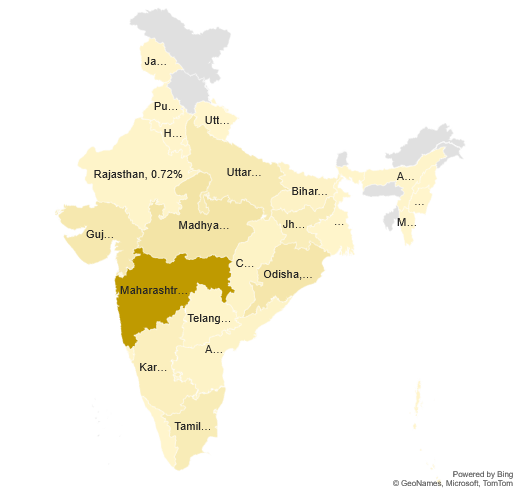 Ja...
Pu...
Utt...
H...
Rajasthan, 0.72%
Uttar...
Bihar...
A...
...
Guj...
Madhya...
Jh...
...
M...
C...
Odisha,...
Maharashtr...
Telang...
A...
Kar...
Tamil...
Powered by Bing
© GeoNames, Microsoft, TomTom